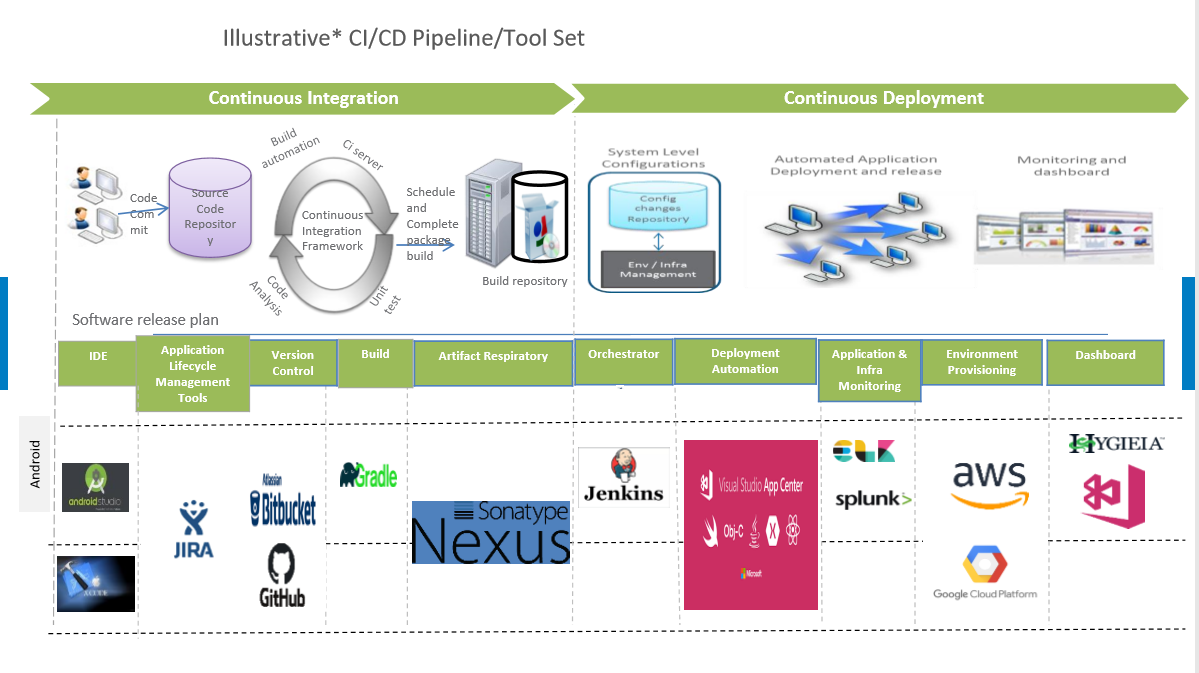 Illustrative* CI/CD Pipeline/Tool Set
Continuous Integration
Continuous Deployment
Build
automation
Ci server
Code
Com
mit
Source
Code
Repositor
y
Continuous
Integration
Framework
Code
Analysis
Unit
test
Schedule
and
Complete
package
build
Build repository
System Level
Configurations
Config
changes
Repository
Env / Infra
Management
Automated Application
Deployment and release
Monitoring and
dashboard
Software release plan
IDE
Application
Lifecycle
Management
Tools
Version
Control
Build
Artifact Respiratory
Orchestrator
Deployment
Automation
Application &
Infra
Monitoring
Environment
Provisioning
Dashboard
Android
androidstudio
XCODE
JIRA
Atlassian
Bitbucket
GitHub
Gradle
Sonatype
Nexus
Jenkins
Visual Studio App Center
Obj-C
Microsoft
ELK
splunk>
aws
Google Cloud Platform
HYGIEIA